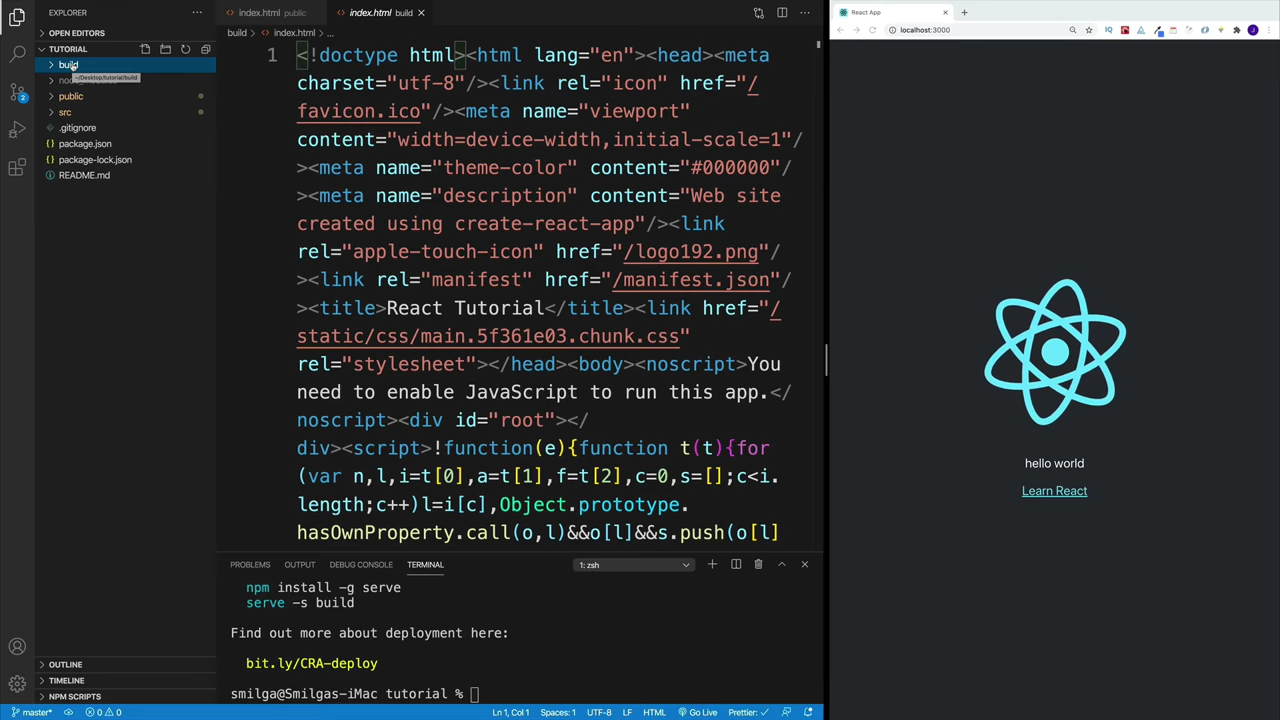 EXPLORER
···
OPEN EDITORS
TUTORIAL
build
~/Desktop/tutorial/build
public
src
.gitignore
package.json
package-lock.json
README.md
OUTLINE
TIMELINE
NPM SCRIPTS
2
index.html public
index.html build
build > index.html > ...
1
<!doctype html><html lang="en"><head><meta
charset="utf-8"/><link rel="icon" href="/
favicon.ico"/><meta name="viewport"
content="width=device-width,initial-scale=1"/
><meta name="theme-color" content="#000000"/
><meta name="description" content="Web site
created using create-react-app"/><link
rel="apple-touch-icon" href="/logo192.png"/
><link rel="manifest" href="/manifest.json"/
><title>React Tutorial</title><link href="/
static/css/main.5f361e03.chunk.css"
rel="stylesheet"></head><body><noscript>You
need to enable JavaScript to run this app.</
noscript><div id="root"></
div><script>!function(e){function t(t){for
(var n,l,i=t[0],a=t[1],f=t[2],c=0,s=[];c<i.
length;c++)l=i[c],Object.prototype.
hasOwnProperty.call(o,l)&&o[l]&&s.push(o[l]
PROBLEMS OUTPUT DEBUG CONSOLE TERMINAL 1: zsh
npm install -g serve
serve -s build
Find out more about deployment here:
bit.ly/CRA-deploy
smilga@Smilgas-iMac tutorial %
master* 0 0 Ln 1, Col 1 Spaces: 1 UTF-8 LF HTML Go Live Prettier: ✓
React App
localhost:3000
J
hello world
Learn React